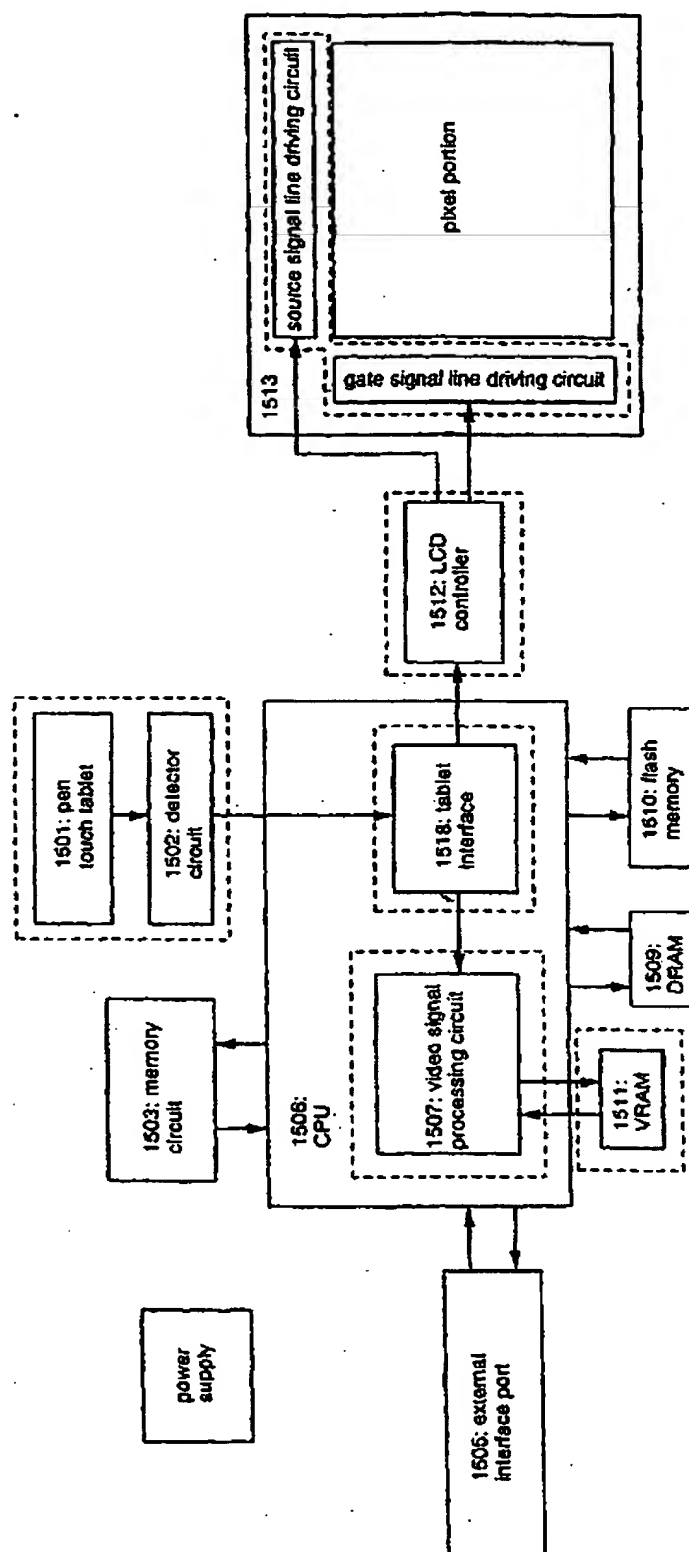 power
supply
1505: external
interface port
1503: memory
circuit
1506:
CPU
1507: video signal
processing circuit
1511:
VRAM
1501: pen
touch tablet
1502: detector
circuit
1518: tablet
interface
1509:
DRAM
1510: flash
memory
1512: LCD
controller
1513
source signal line driving circuit
gate signal line driving circuit
pixel portion